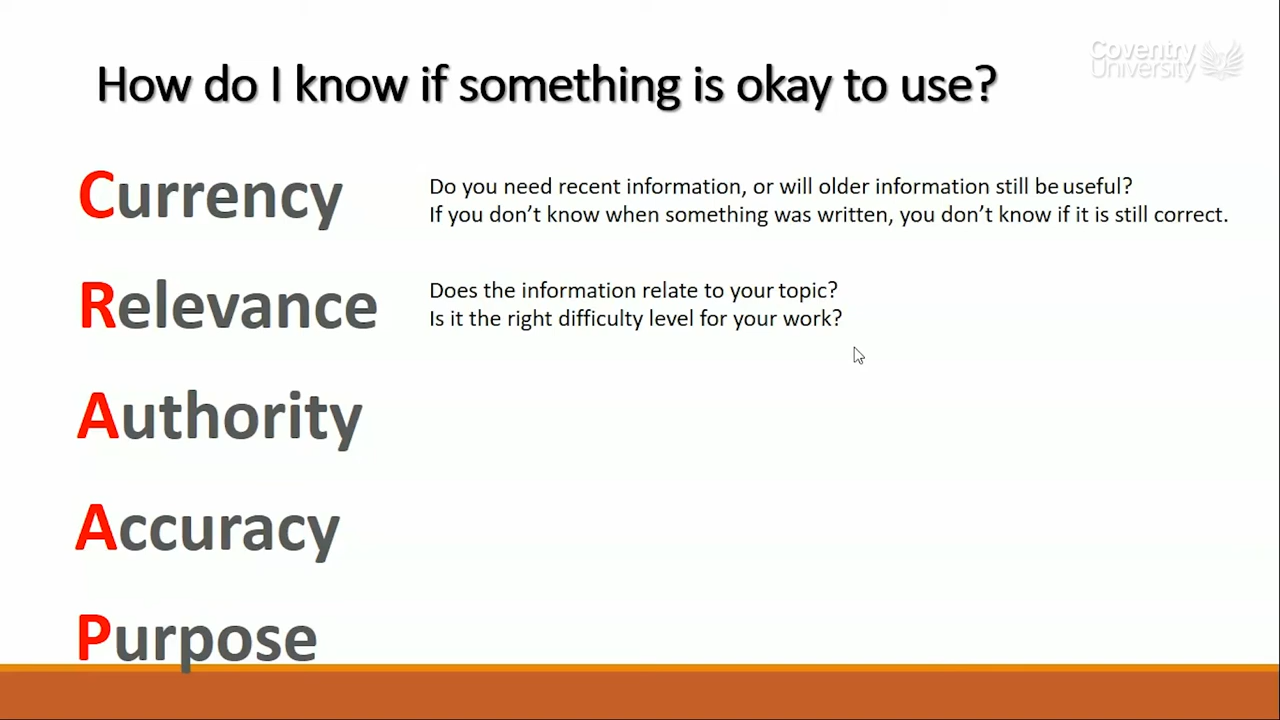 Coventry
University
How do I know if something is okay to use?
Currency
Do you need recent information, or will older information still be useful?
If you don't know when something was written, you don't know if it is still correct.
Relevance
Does the information relate to your topic?
Is it the right difficulty level for your work?
Authority
Accuracy
Purpose